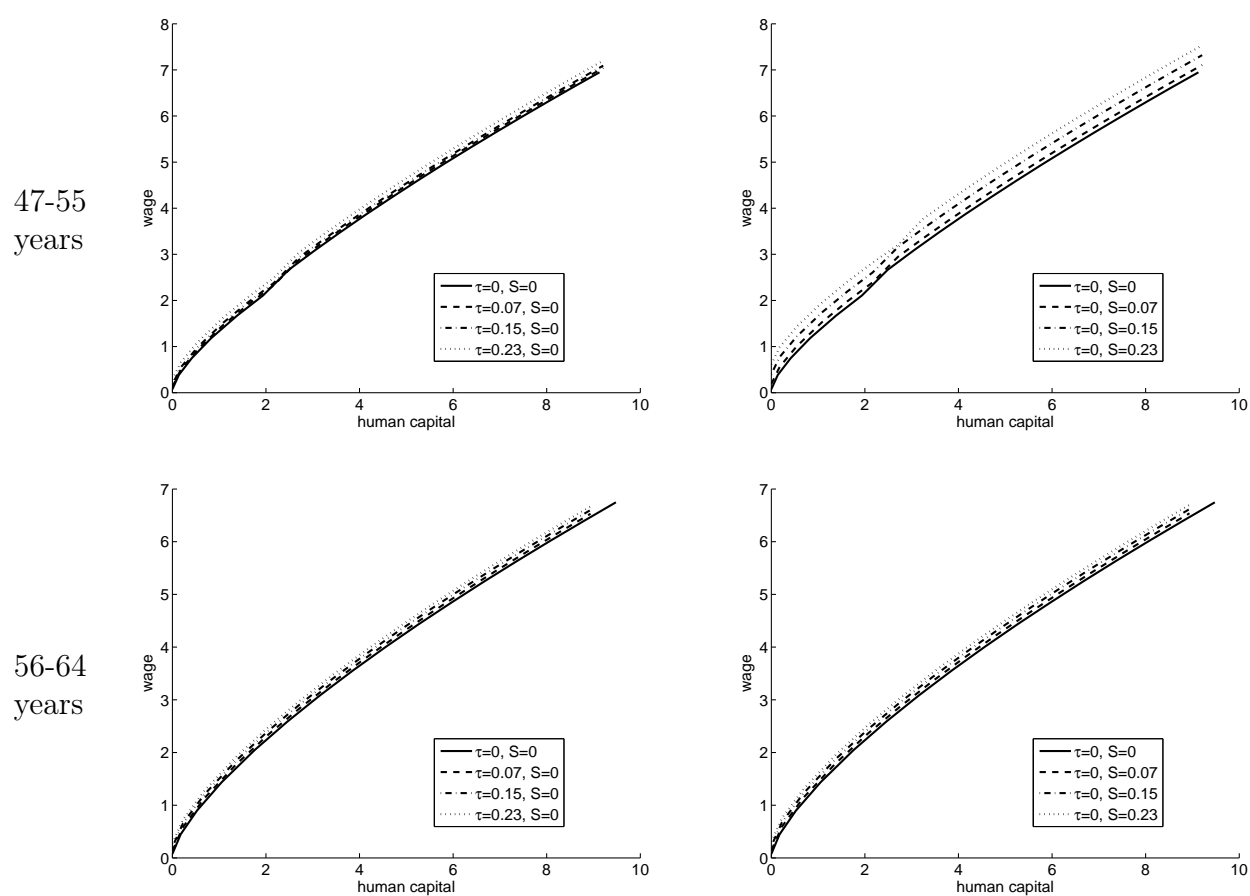 47-55
years
8
7
6
5
4
3
2
1
0
wage
0 2 4 6 8 10
human capital
τ=0, S=0
τ=0.07, S=0
τ=0.15, S=0
τ=0.23, S=0
8
7
6
5
4
3
2
1
0
wage
0 2 4 6 8 10
human capital
τ=0, S=0
τ=0, S=0.07
τ=0, S=0.15
τ=0, S=0.23
56-64
years
7
6
5
4
3
2
1
0
wage
0 2 4 6 8 10
human capital
τ=0, S=0
τ=0.07, S=0
τ=0.15, S=0
τ=0.23, S=0
7
6
5
4
3
2
1
0
wage
0 2 4 6 8 10
human capital
τ=0, S=0
τ=0, S=0.07
τ=0, S=0.15
τ=0, S=0.23